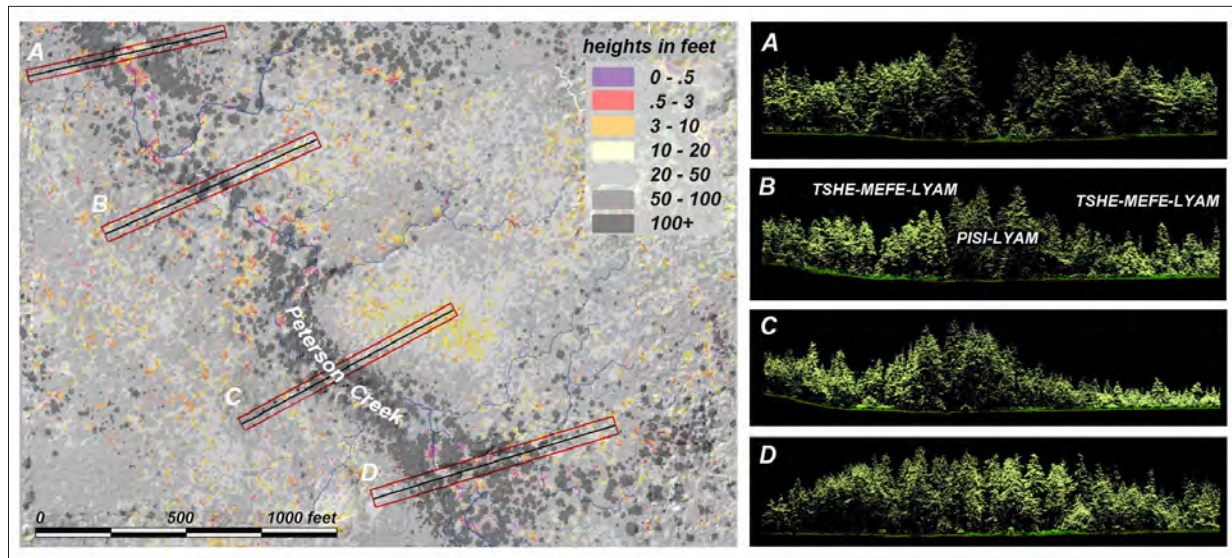 A
heights in feet
0 - .5
.5 - 3
3 - 10
10 - 20
20 - 50
50 - 100
100+
B
Peterson Creek
C
D
0 500 1000 feet
A
B
TSHE-MEFE-LYAM
TSHE-MEFE-LYAM
PISI-LYAM
C
D